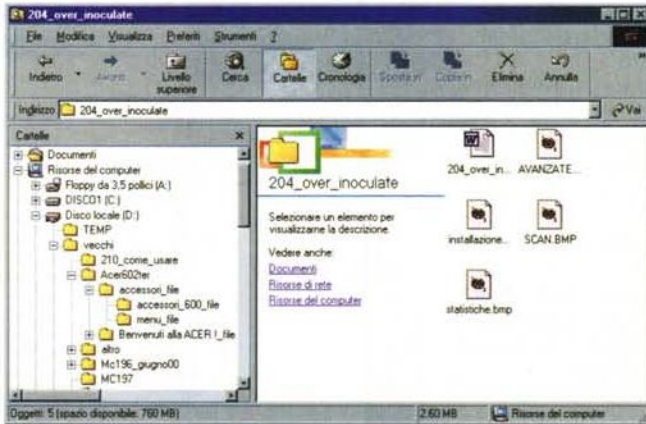 204_over_inoculate
File Modifica Visualizza Preferiti Strumenti ?
Indietro Avanti Livello superiore Cerca Cartelle Cronologia Sposta in Copia in Elimina Annulla
Indirizzo 204_over_inoculate Vai
Cartelle
Documenti
Risorse del computer
Floppy da 3,5 pollici (A:)
DISCO1 (C:)
Disco locale (D:)
TEMP
vecchi
210_come_usare
Acer602ter
accessori_file
accessori_600_file
menu_file
Benvenuti alla ACER !_file
altro
Mc196_giugno00
MC197
204_over_inoculate
Selezionare un elemento per
visualizzarne la descrizione.
Vedere anche:
Documenti
Risorse di rete
Risorse del computer
204_over_in... AVANZATE...
installazione... SCAN.BMP
statistiche.bmp
Oggetti: 5 (spazio disponibile: 760 MB) 2,60 MB Risorse del computer